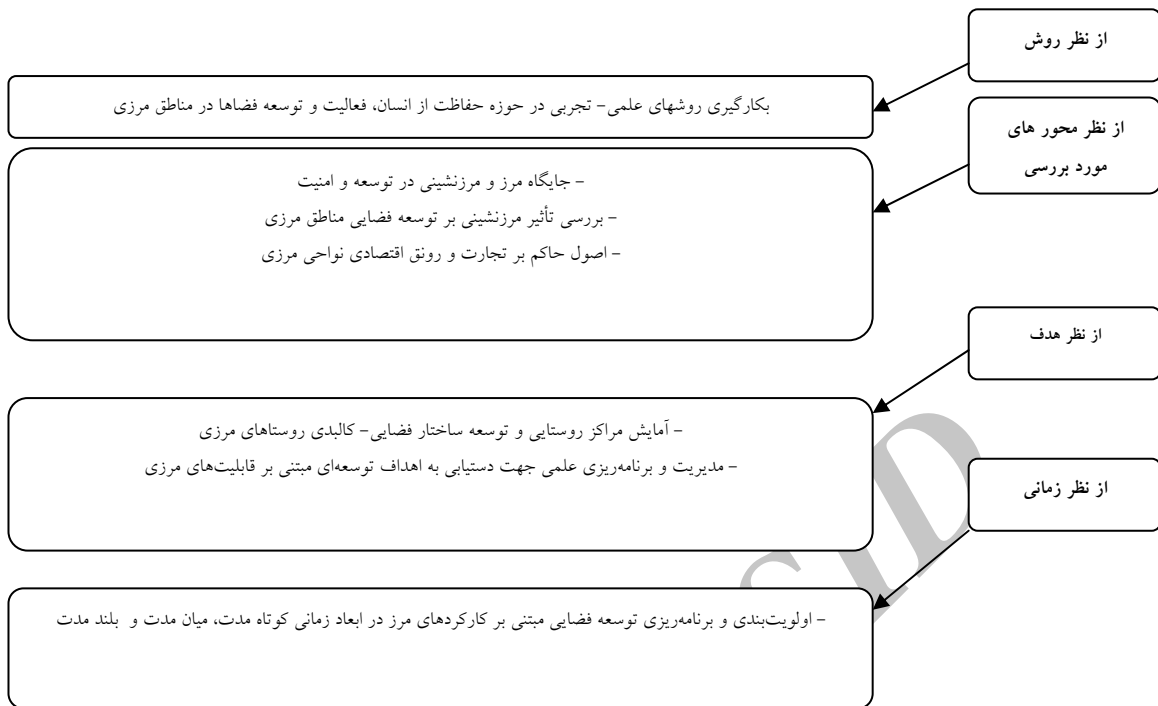 از نظر روش
بکارگیری روشهای علمی- تجربی در حوزه حفاظت از انسان، فعالیت و توسعه فضاها در مناطق مرزی
از نظر محور های
مورد بررسی
- جایگاه مرز و مرزنشینی در توسعه و امنیت
- بررسی تأثیر مرزنشینی بر توسعه فضایی مناطق مرزی
- اصول حاکم بر تجارت و رونق اقتصادی نواحی مرزی
از نظر هدف
- آمایش مراکز روستایی و توسعه ساختار فضایی- کالبدی روستاهای مرزی
- مدیریت و برنامه‌ریزی علمی جهت دستیابی به اهداف توسعه‌ای مبتنی بر قابلیت‌های مرزی
از نظر زمانی
- اولویت‌بندی و برنامه‌ریزی توسعه فضایی مبتنی بر کارکردهای مرز در ابعاد زمانی کوتاه مدت، میان مدت و بلند مدت
SID